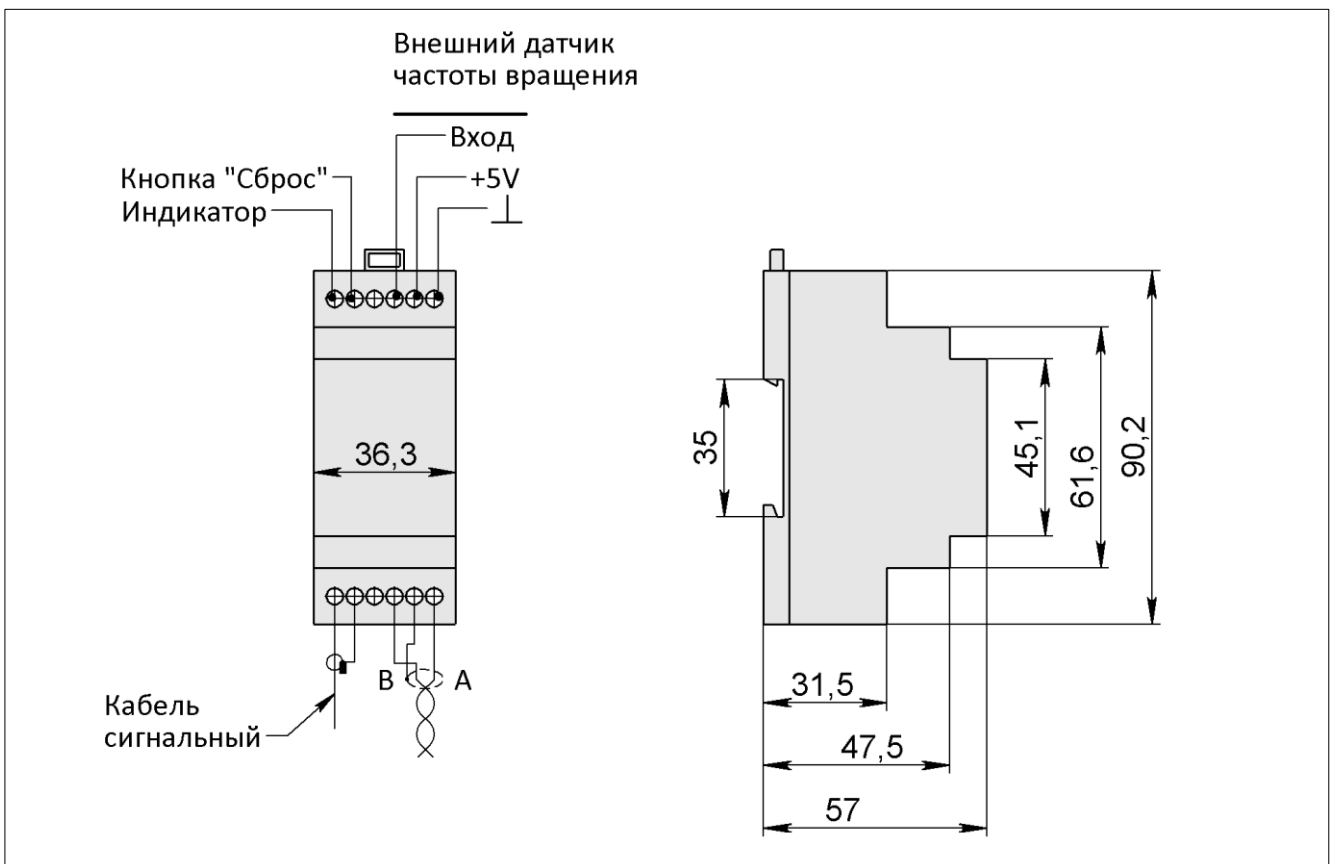 Внешний датчик
частоты вращения
Вход
Кнопка "Сброс"
+5V
Индикатор
36,3
35
45,1
61,6
90,2
B
A
Кабель
сигнальный
31,5
47,5
57